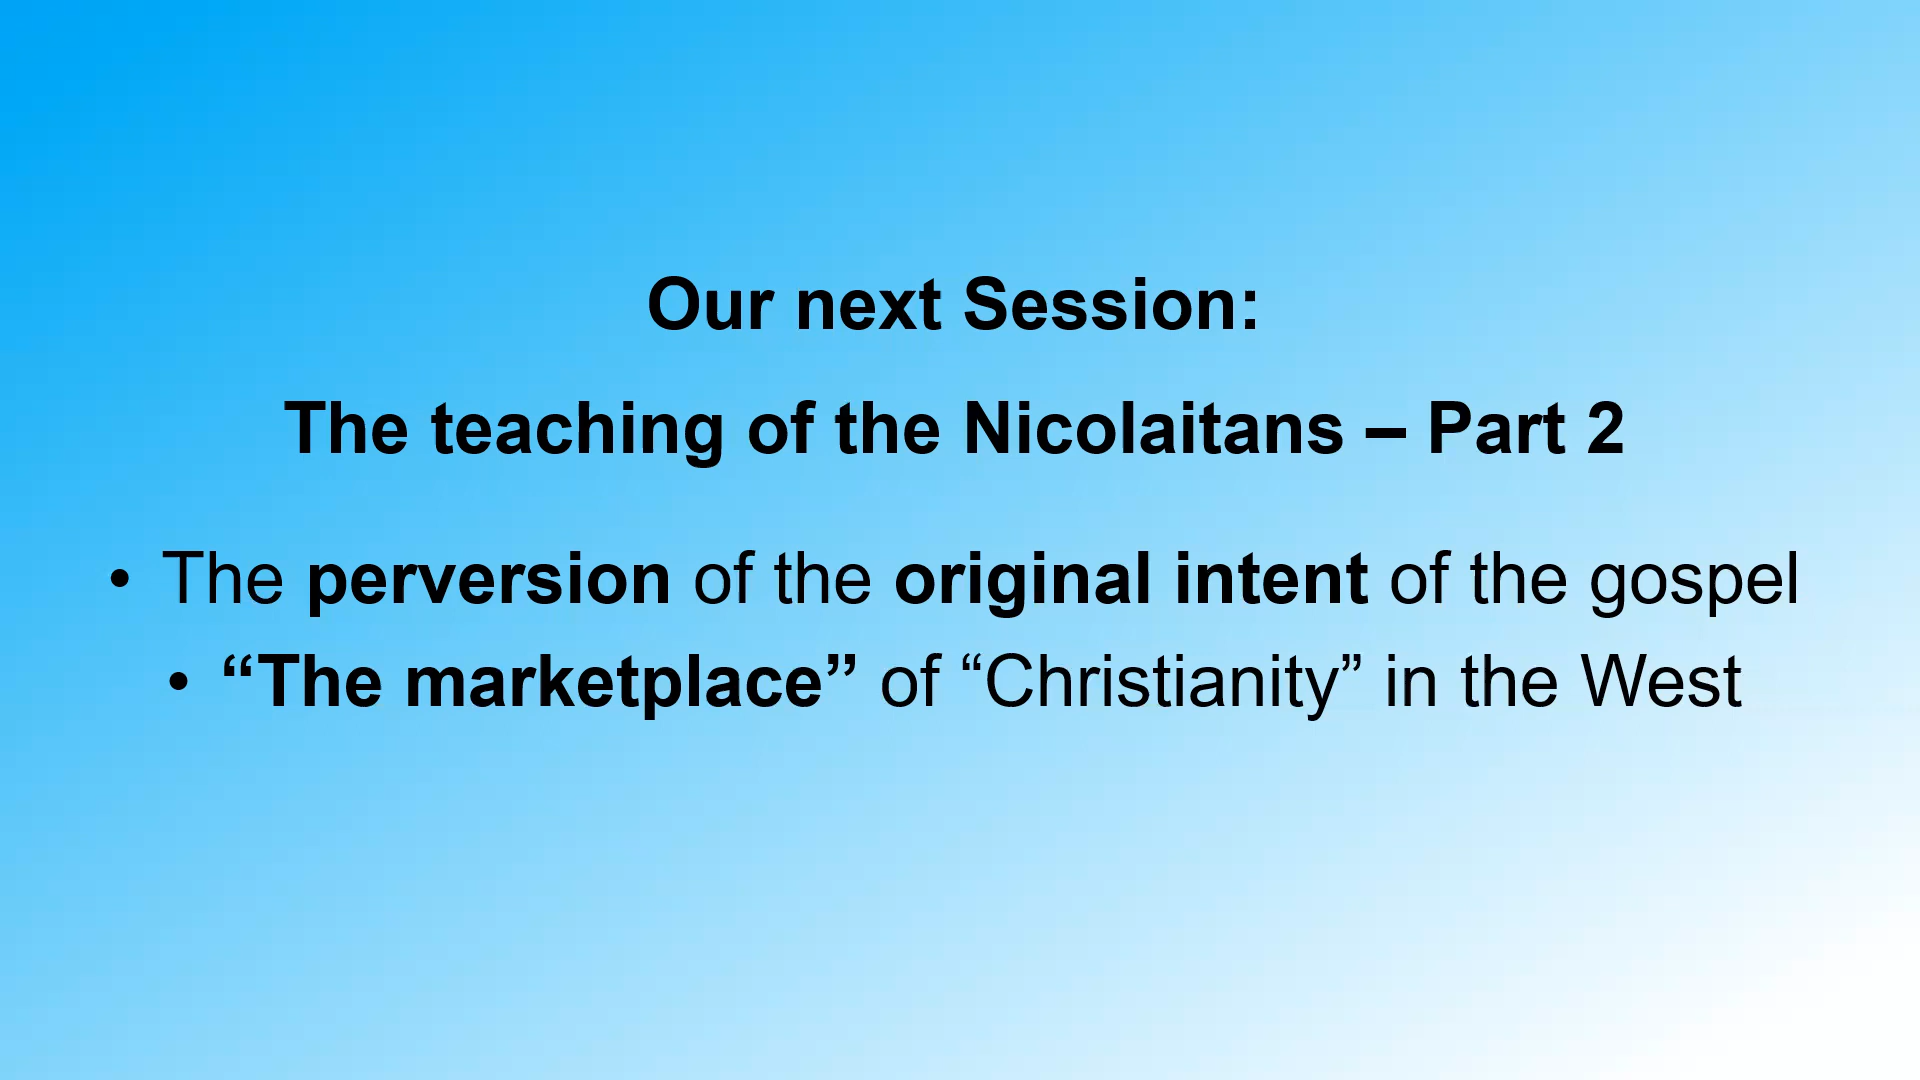 Our next Session:
The teaching of the Nicolaitans – Part 2
• The perversion of the original intent of the gospel
• “The marketplace” of “Christianity” in the West